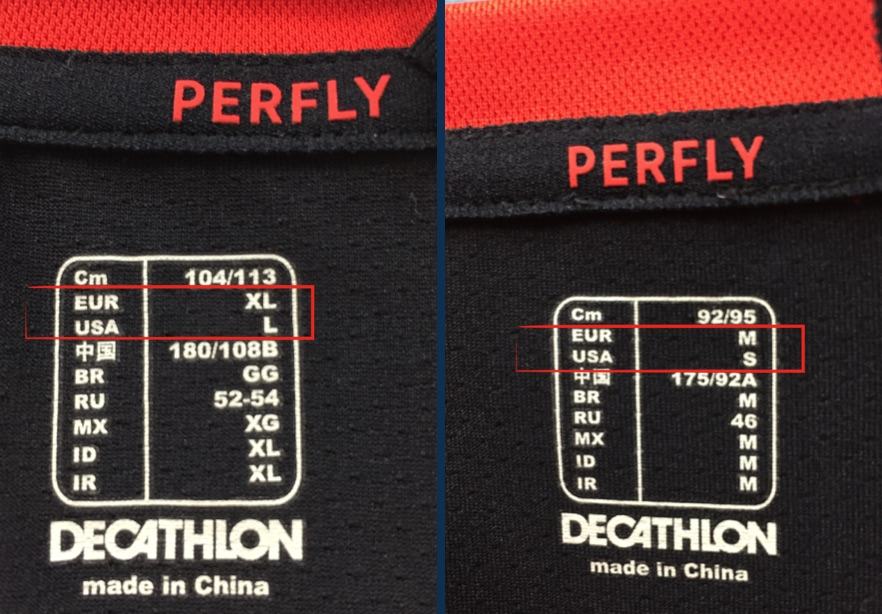 PERFLY
Cm 104/113
EUR XL
USA L
中国 180/108B
BR GG
RU 52-54
MX XG
ID XL
IR XL
DECATHLON
made in China
PERFLY
Cm 92/95
EUR M
USA S
中国 175/92A
BR M
RU 46
MX M
ID M
IR M
DECATHLON
made in China